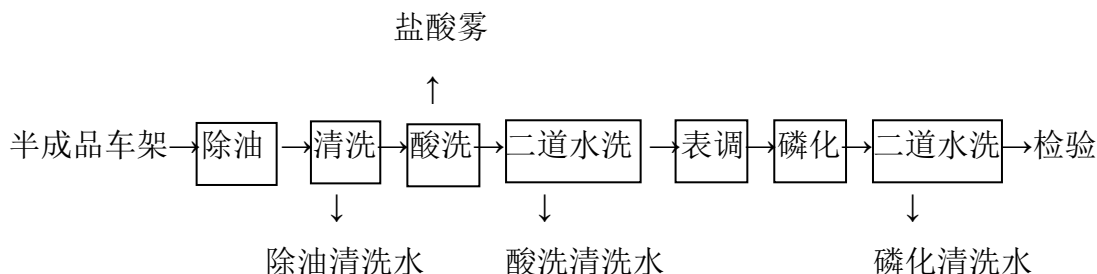 盐酸雾
↑
半成品车架→除油→清洗→酸洗→二道水洗→表调→磷化→二道水洗→检验
↓ ↓ ↓
除油清洗水 酸洗清洗水 磷化清洗水